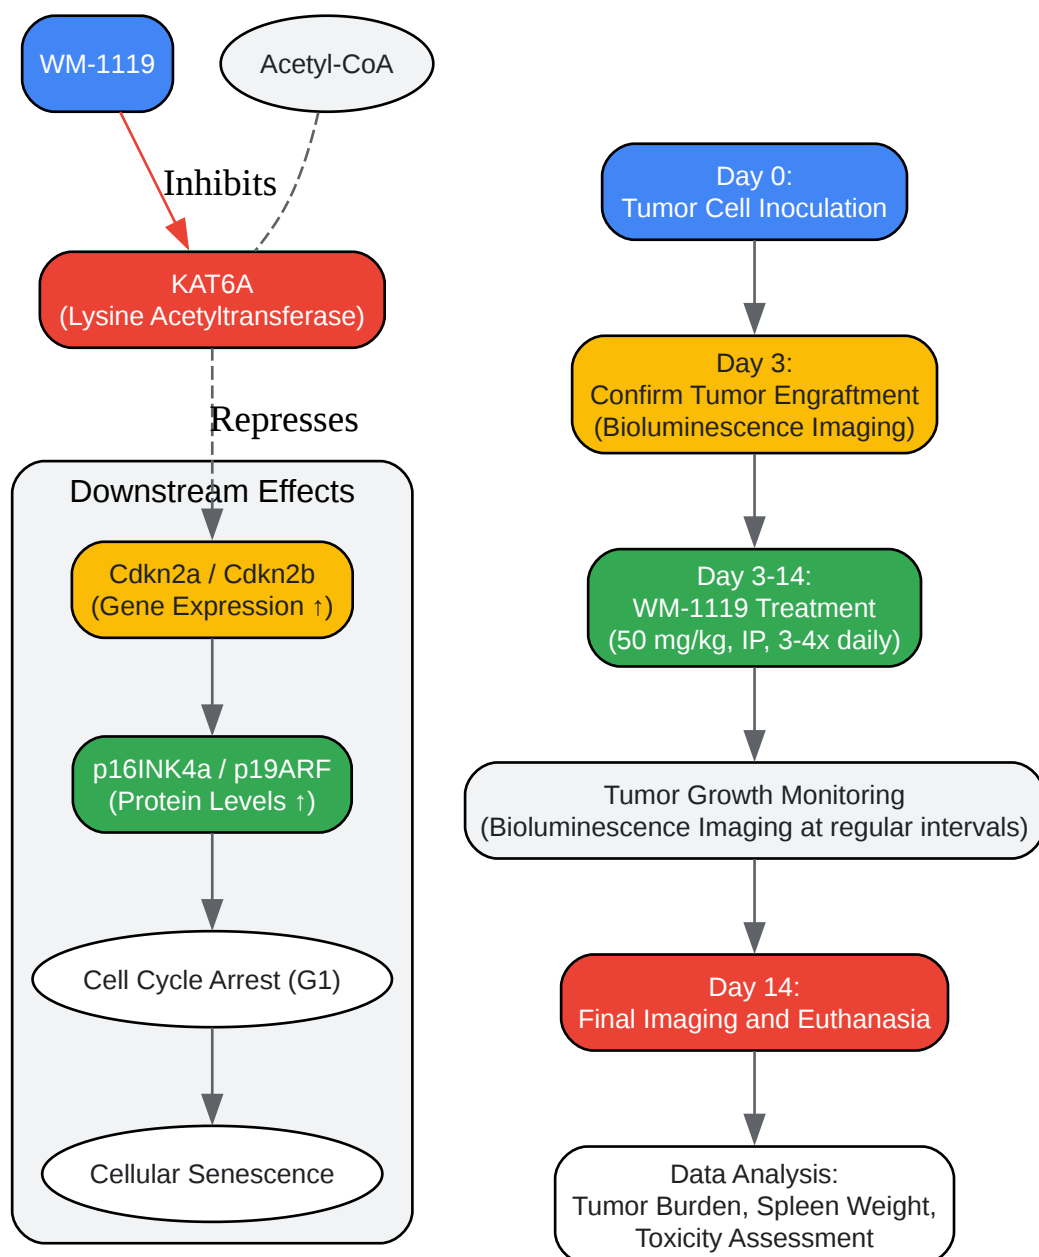 WM-1119
Acetyl-CoA
Inhibits
KAT6A
(Lysine Acetyltransferase)
Represses
Downstream Effects
Cdkn2a / Cdkn2b
(Gene Expression ↑)
p16INK4a / p19ARF
(Protein Levels ↑)
Cell Cycle Arrest (G1)
Cellular Senescence
Day 0:
Tumor Cell Inoculation
Day 3:
Confirm Tumor Engraftment
(Bioluminescence Imaging)
Day 3-14:
WM-1119 Treatment
(50 mg/kg, IP, 3-4x daily)
Tumor Growth Monitoring
(Bioluminescence Imaging at regular intervals)
Day 14:
Final Imaging and Euthanasia
Data Analysis:
Tumor Burden, Spleen Weight,
Toxicity Assessment